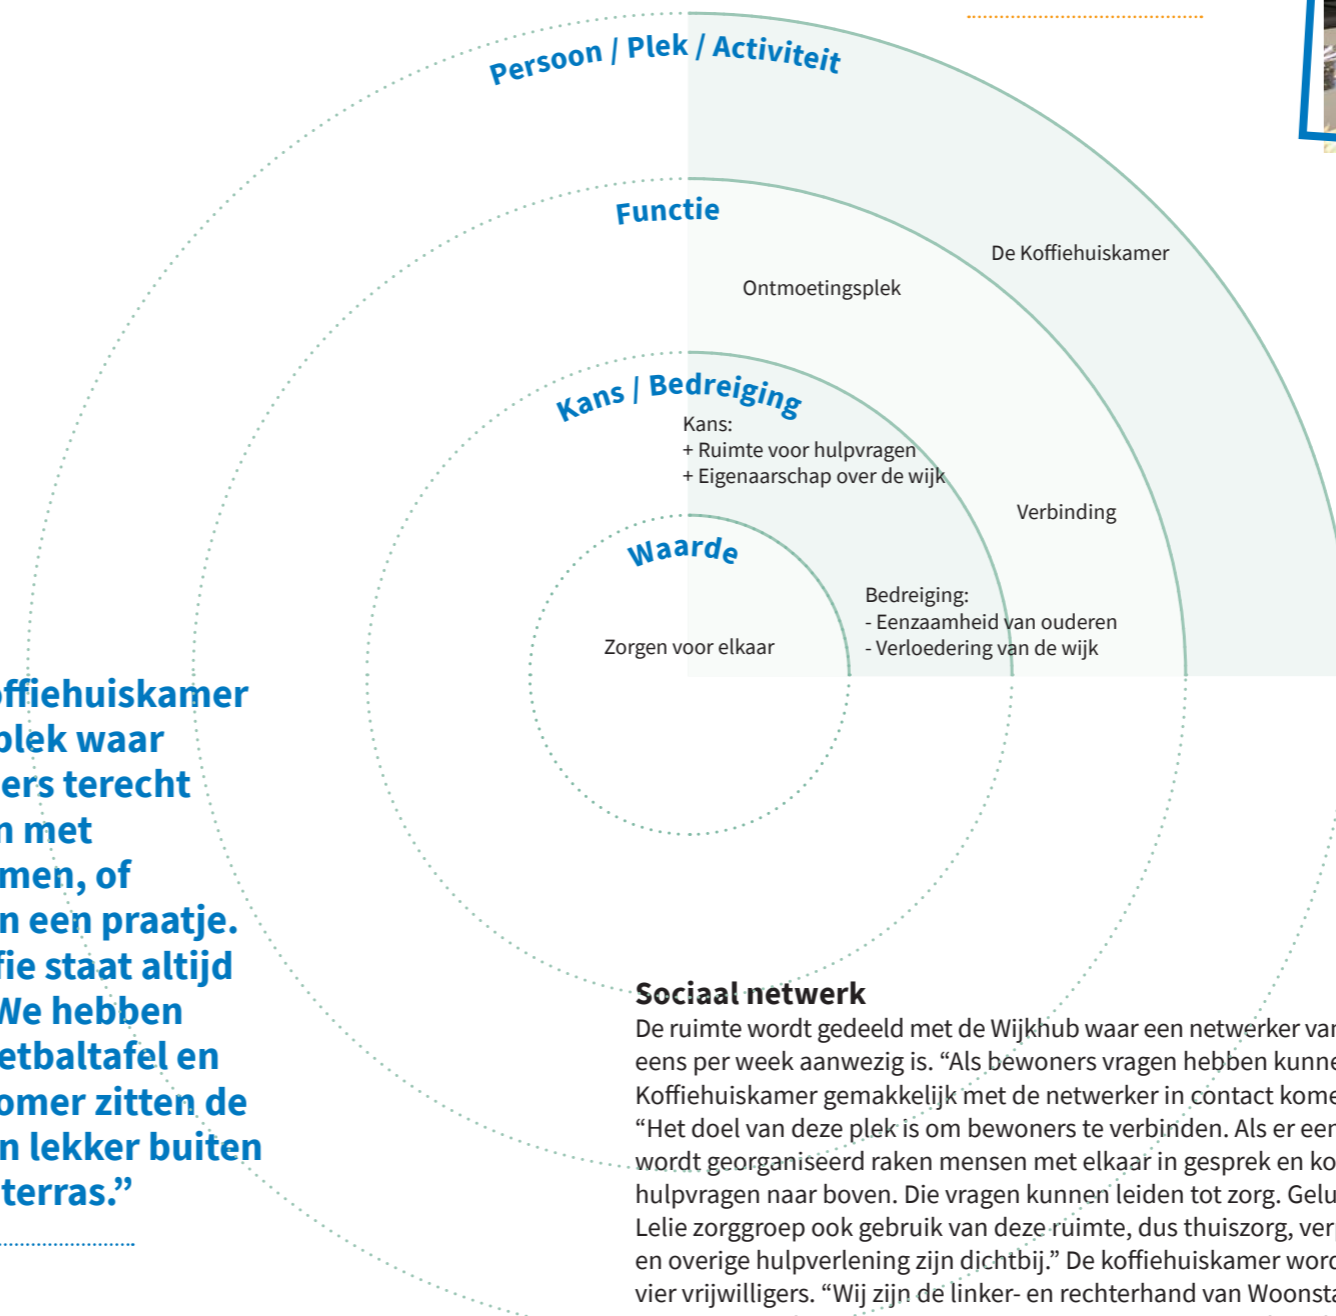 Persoon / Plek / Activiteit
Functie
De Koffiehuiskamer
Ontmoetingsplek
Kans / Bedreiging
Kans:
+ Ruimte voor hulpvragen
+ Eigenaarschap over de wijk
Verbinding
Waarde
Bedreiging:
- Eenzaamheid van ouderen
- Verloedering van de wijk
Zorgen voor elkaar
offiehuiskamer
plek waar
ers terecht
n met
men, of
n een praatje.
fie staat altijd
We hebben
etbaltafel en
omer zitten de
n lekker buiten
terras.”
Sociaal netwerk
De ruimte wordt gedeeld met de Wijkhub waar een netwerker van
eens per week aanwezig is. “Als bewoners vragen hebben kunne
Koffiehuiskamer gemakkelijk met de netwerker in contact kome
“Het doel van deze plek is om bewoners te verbinden. Als er een
wordt georganiseerd raken mensen met elkaar in gesprek en ko
hulpvragen naar boven. Die vragen kunnen leiden tot zorg. Gelu
Lelie zorggroep ook gebruik van deze ruimte, dus thuiszorg, ver
en overige hulpverlening zijn dichtbij.” De koffiehuiskamer word
vier vrijwilligers. “Wij zijn de linker- en rechterhand van Woonsta